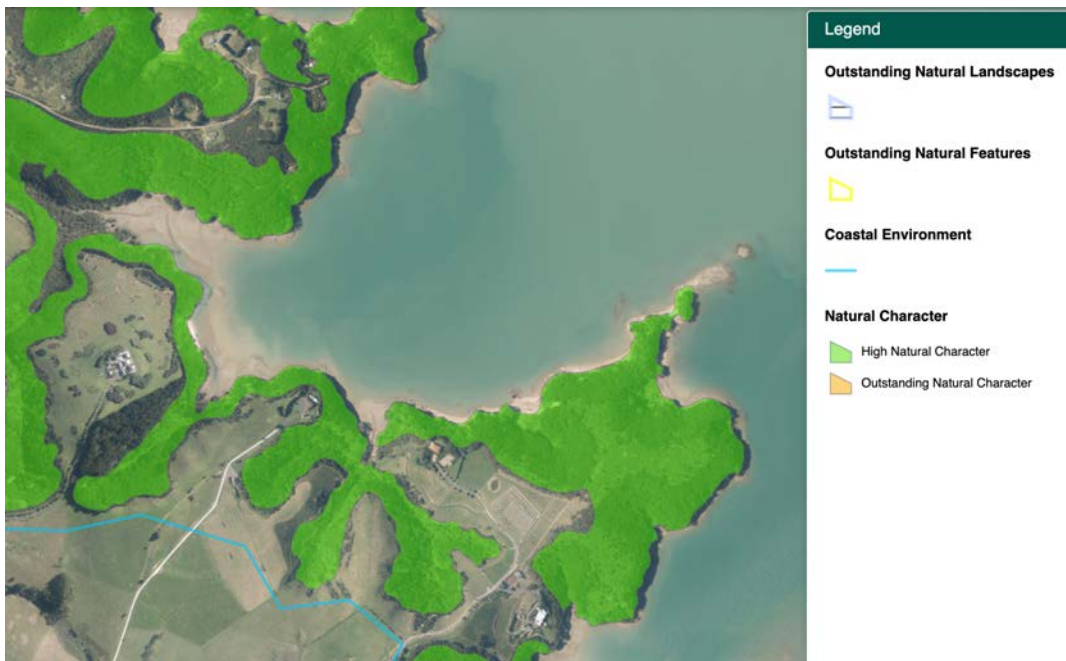 Legend
Outstanding Natural Landscapes
Outstanding Natural Features
Coastal Environment
Natural Character
High Natural Character
Outstanding Natural Character